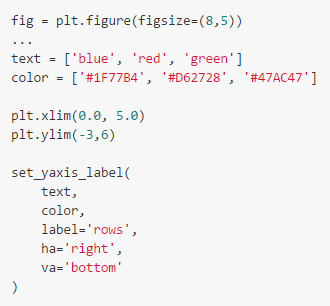 fig = plt.figure(figsize=(8,5))
...
text = ['blue', 'red', 'green']
color = ['#1F77B4', '#D62728', '#47AC47']
plt.xlim(0.0, 5.0)
plt.ylim(-3,6)
set_yaxis_label(
    text,
    color,
    label='rows',
    ha='right',
    va='bottom'
)